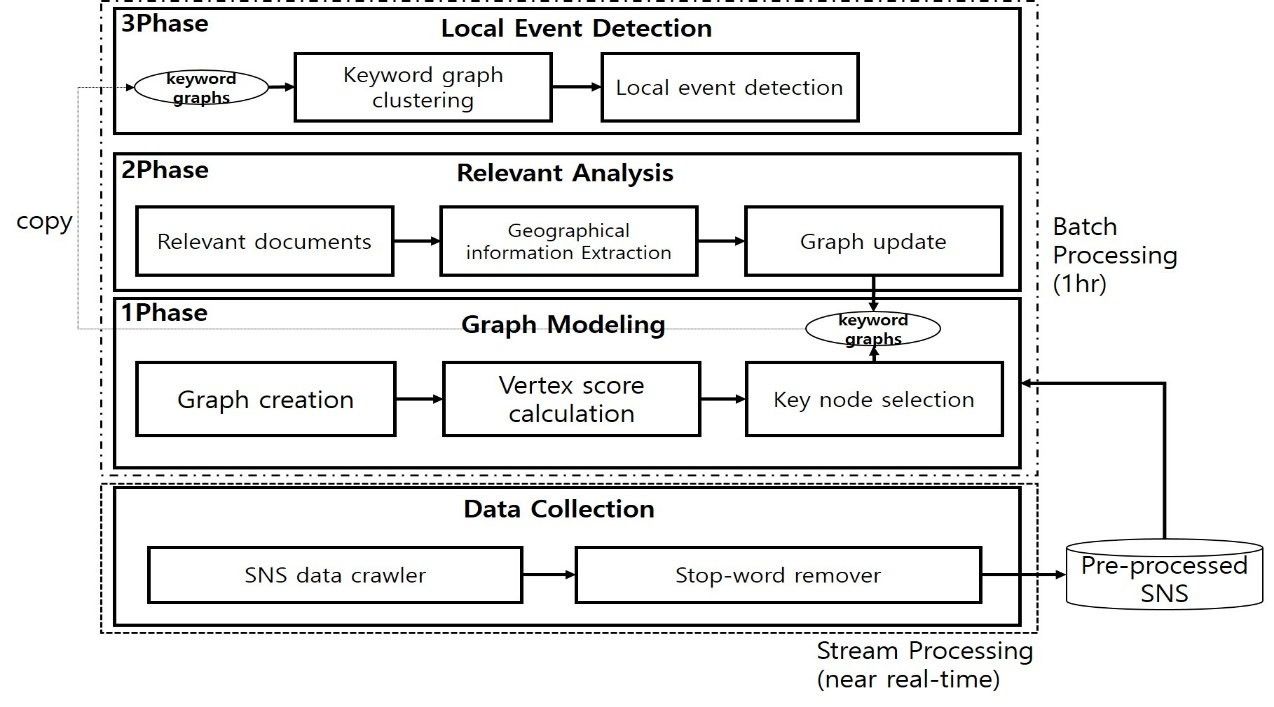 3Phase
Local Event Detection
keyword
graphs
Keyword graph
clustering
Local event detection
2Phase
Relevant Analysis
copy
Relevant documents
Geographical
information Extraction
Graph update
Batch
Processing
(1hr)
1Phase
Graph Modeling
keyword
graphs
Graph creation
Vertex score
calculation
Key node selection
Data Collection
SNS data crawler
Stop-word remover
Pre-processed
SNS
Stream Processing
(near real-time)